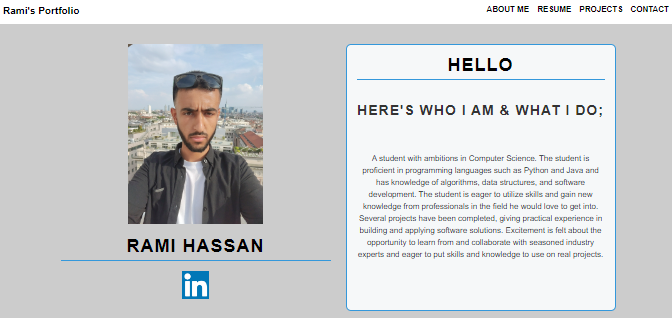 Rami's Portfolio
ABOUT ME RESUME PROJECTS CONTACT
HELLO
HERE'S WHO I AM & WHAT I DO;
A student with ambitions in Computer Science. The student is
proficient in programming languages such as Python and Java and
has knowledge of algorithms, data structures, and software
development. The student is eager to utilize skills and gain new
knowledge from professionals in the field he would love to get into.
Several projects have been completed, giving practical experience in
building and applying software solutions. Excitement is felt about the
opportunity to learn from and collaborate with seasoned industry
experts and eager to put skills and knowledge to use on real projects.
RAMI HASSAN
in